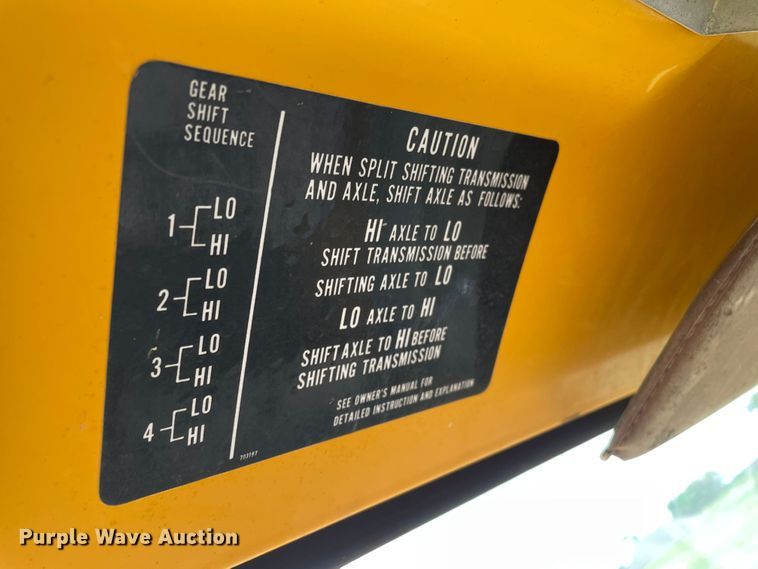 GEAR
SHIFT
SEQUENCE
1 LO
HI
2 LO
HI
3 LO
HI
4 LO
HI
CAUTION
WHEN SPLIT SHIFTING TRANSMISSION
AND AXLE, SHIFT AXLE AS FOLLOWS:
HI AXLE TO LO
SHIFT TRANSMISSION BEFORE
SHIFTING AXLE TO LO
LO AXLE TO HI
SHIFT AXLE TO HI BEFORE
SHIFTING TRANSMISSION
SEE OWNER'S MANUAL FOR
DETAILED INSTRUCTION AND EXPLANATION
Purple Wave Auction